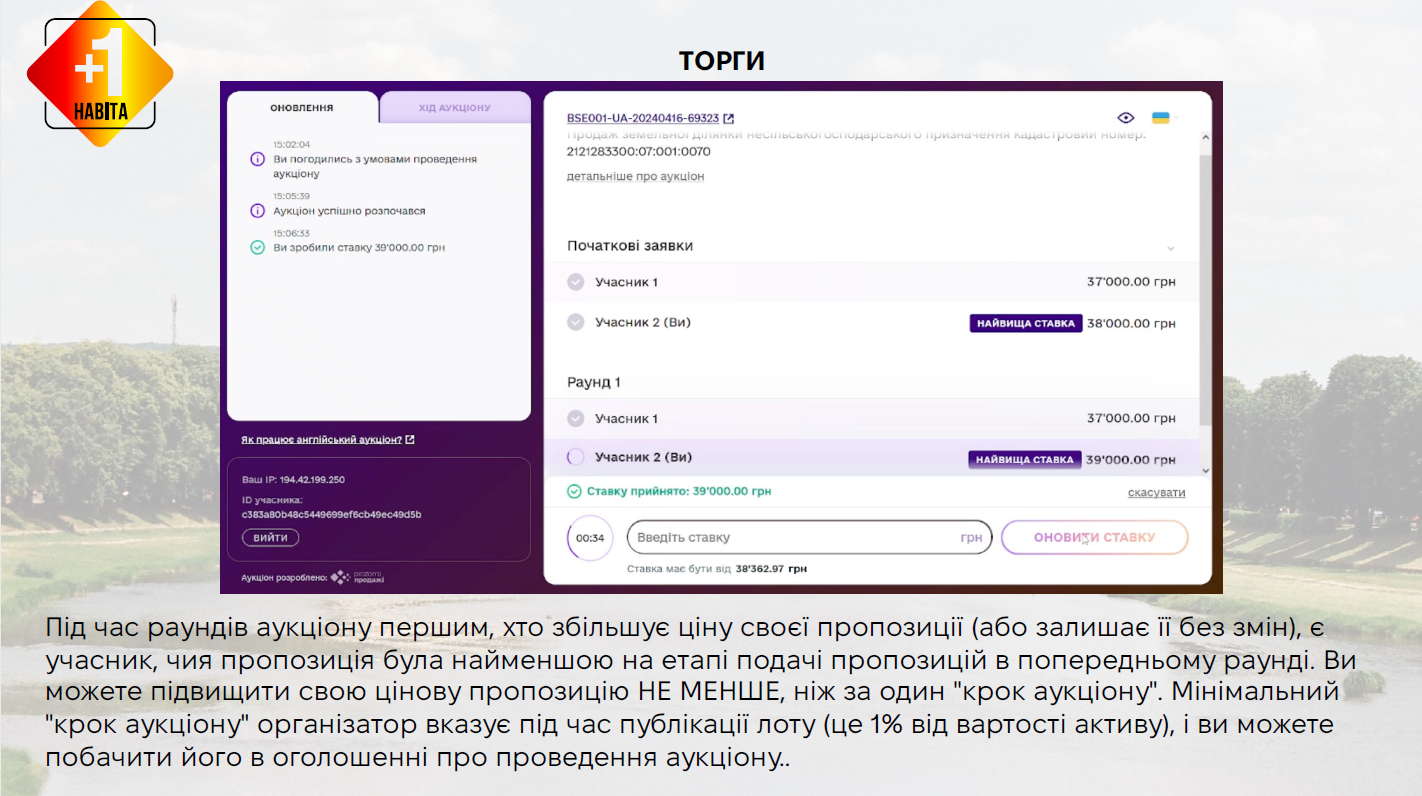 +1
НАВІТА
ТОРГИ
ОНОВЛЕННЯ
ХІД АУКЦІОНУ
15:02:04
Ви погодились з умовами проведення
аукціону
15:05:39
Аукціон успішно розпочався
15:06:33
Ви зробили ставку 39'000.00 грн
Як працює англійський аукціон?
Ваш IP: 194.42.199.250
ID учасника:
c383a80b48c5449699ef6cb49ec49d5b
ВИЙТИ
Аукціон розроблено: prozorro
продажі
BSE001-UA-20240416-69323
Продаж земельної ділянки несільськогосподарського призначення кадастровий номер:
2121283300:07:001:0070
детальніше про аукціон
Початкові заявки
Учасник 1 37'000.00 грн
Учасник 2 (Ви) НАЙВИЩА СТАВКА 38'000.00 грн
Раунд 1
Учасник 1 37'000.00 грн
Учасник 2 (Ви) НАЙВИЩА СТАВКА 39'000.00 грн
Ставку прийнято: 39'000.00 грн скасувати
00:34 Введіть ставку грн ОНОВИТИ СТАВКУ
Ставка має бути від 38'362.97 грн
Під час раундів аукціону першим, хто збільшує ціну своєї пропозиції (або залишає її без змін), є
учасник, чия пропозиція була найменшою на етапі подачі пропозицій в попередньому раунді. Ви
можете підвищити свою цінову пропозицію НЕ МЕНШЕ, ніж за один "крок аукціону". Мінімальний
"крок аукціону" організатор вказує під час публікації лоту (це 1% від вартості активу), і ви можете
побачити його в оголошенні про проведення аукціону..